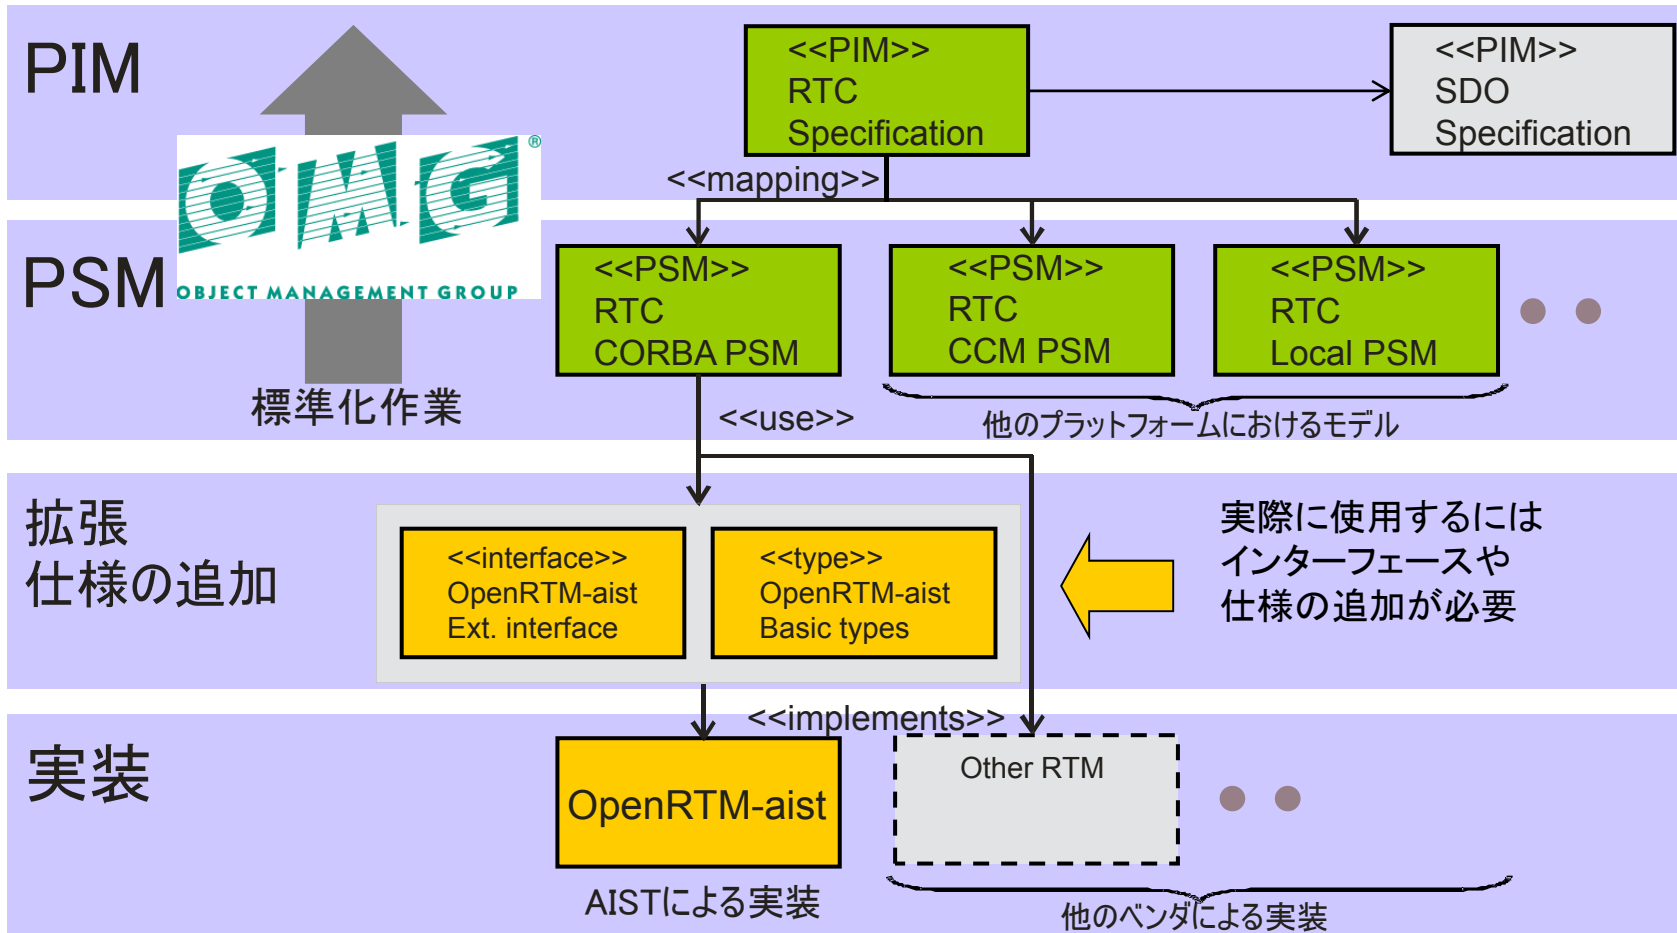 PIM
<<PIM>>
RTC
Specification
<<PIM>>
SDO
Specification
<<mapping>>
OMG®
OBJECT MANAGEMENT GROUP
PSM
<<PSM>>
RTC
CORBA PSM
<<PSM>>
RTC
CCM PSM
<<PSM>>
RTC
Local PSM
標準化作業
<<use>>
他のプラットフォームにおけるモデル
拡張
仕様の追加
<<interface>>
OpenRTM-aist
Ext. interface
<<type>>
OpenRTM-aist
Basic types
実際に使用するには
インターフェースや
仕様の追加が必要
<<implements>>
実装
OpenRTM-aist
Other RTM
AISTによる実装
他のベンダによる実装